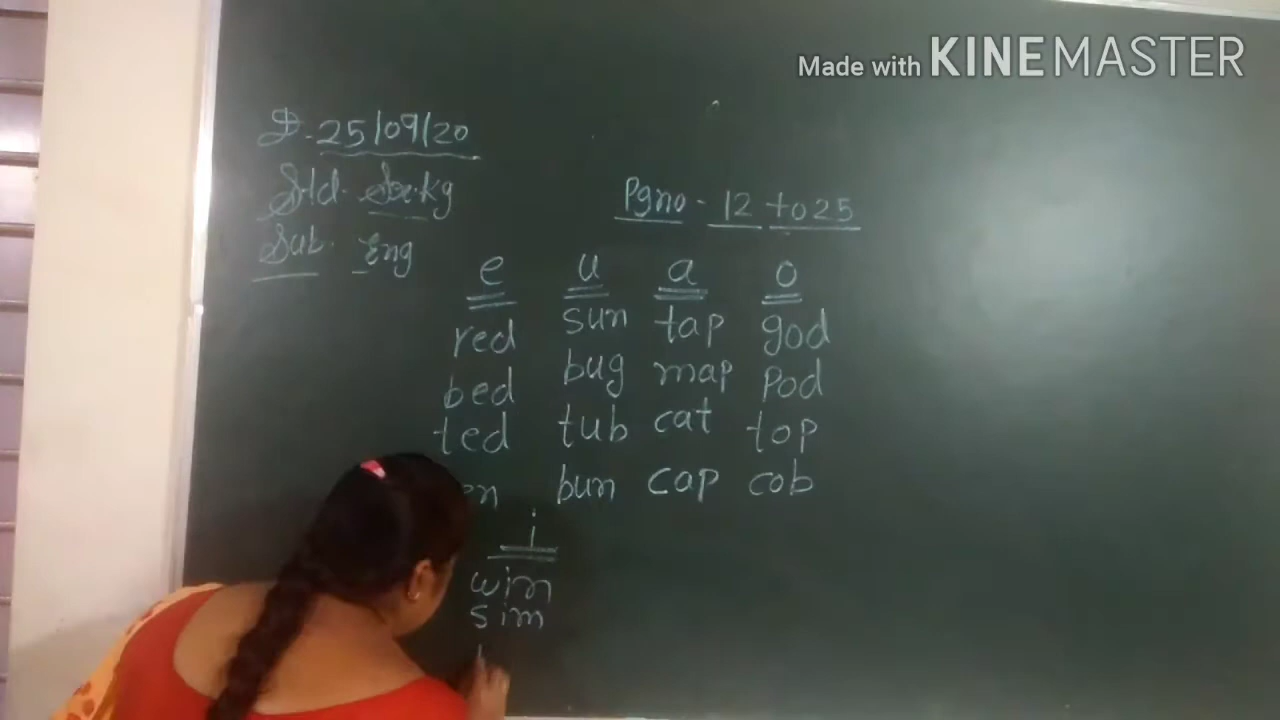 Made with KINEMASTER
D. 25/09/20
Std. Sr.kg
Sub. Eng
Pgno - 12 to 25
e u a o
red sun tap god
bed bug map Pod
ted tub cat top
bun cap cob
i
wim
sim